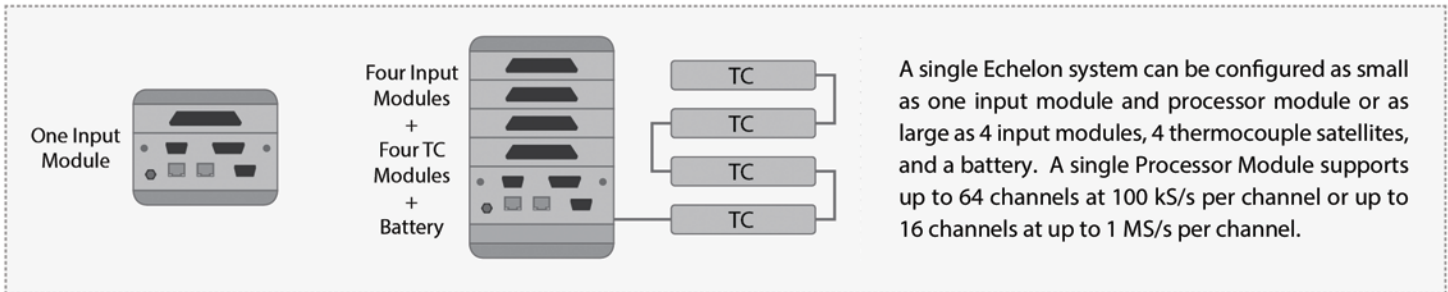 One Input
Module
Four Input
Modules
+
Four TC
Modules
+
Battery
TC
TC
TC
TC
A single Echelon system can be configured as small
as one input module and processor module or as
large as 4 input modules, 4 thermocouple satellites,
and a battery.  A single Processor Module supports
up to 64 channels at 100 kS/s per channel or up to
16 channels at up to 1 MS/s per channel.